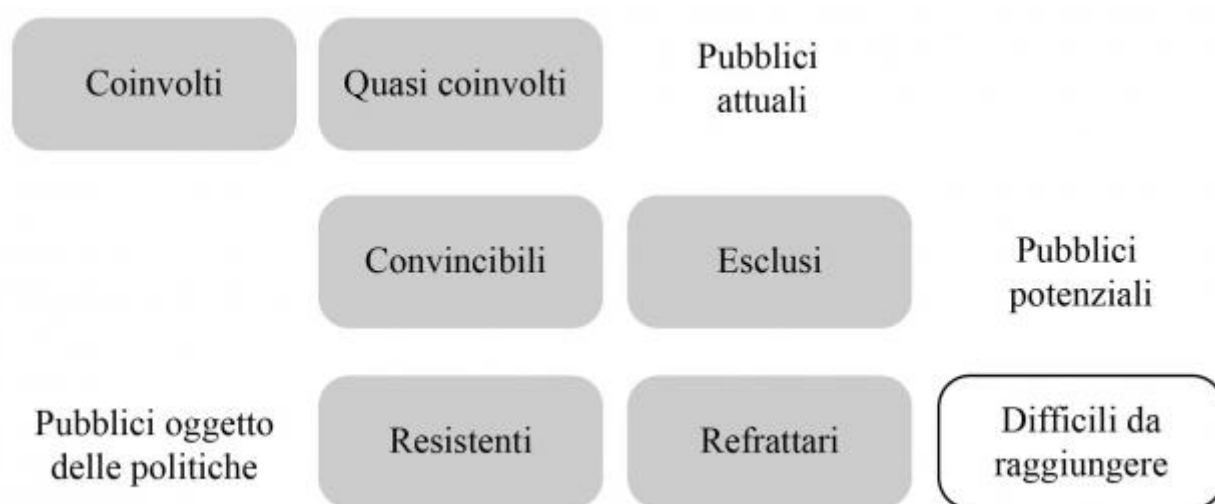 Coinvolti
Quasi coinvolti
Pubblici
attuali
Convincibili
Esclusi
Pubblici
potenziali
Pubblici oggetto
delle politiche
Resistenti
Refrattari
Difficili da
raggiungere